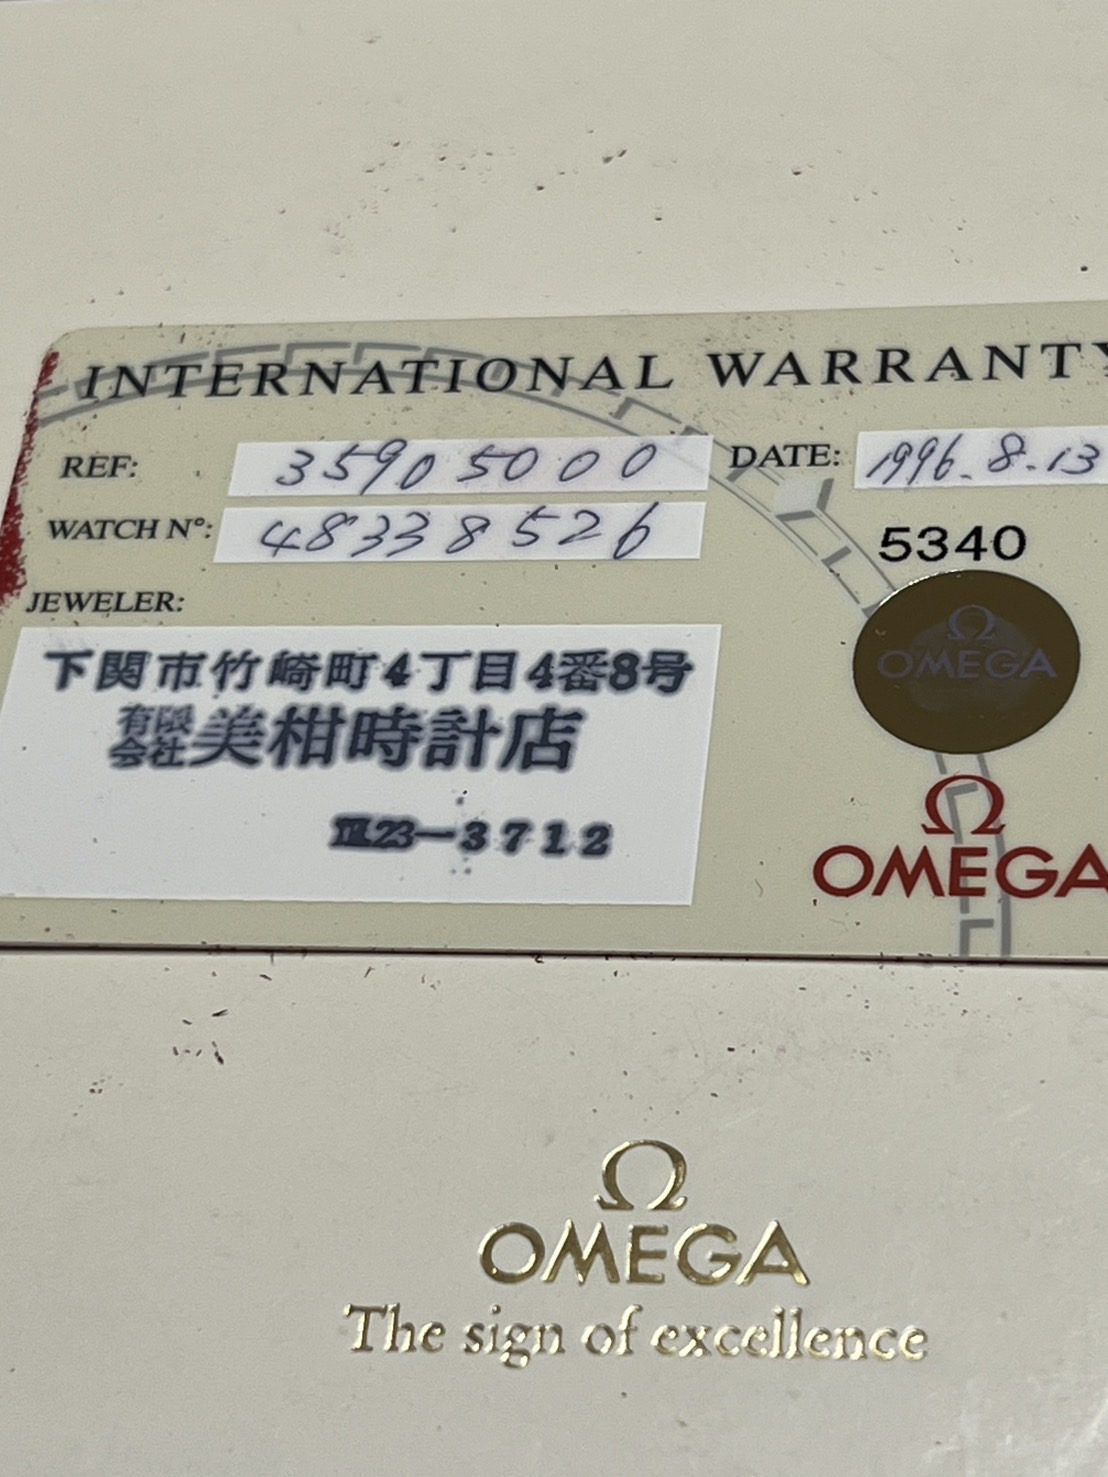 INTERNATIONAL WARRANTY
REF: 35905000
DATE: 1996.8.13
WATCH Nº: 48338526
5340
JEWELER:
下関市竹崎町4丁目4番8号
有限会社美柑時計店
23-3712
Ω
OMEGA
Ω
OMEGA
Ω
OMEGA
The sign of excellence